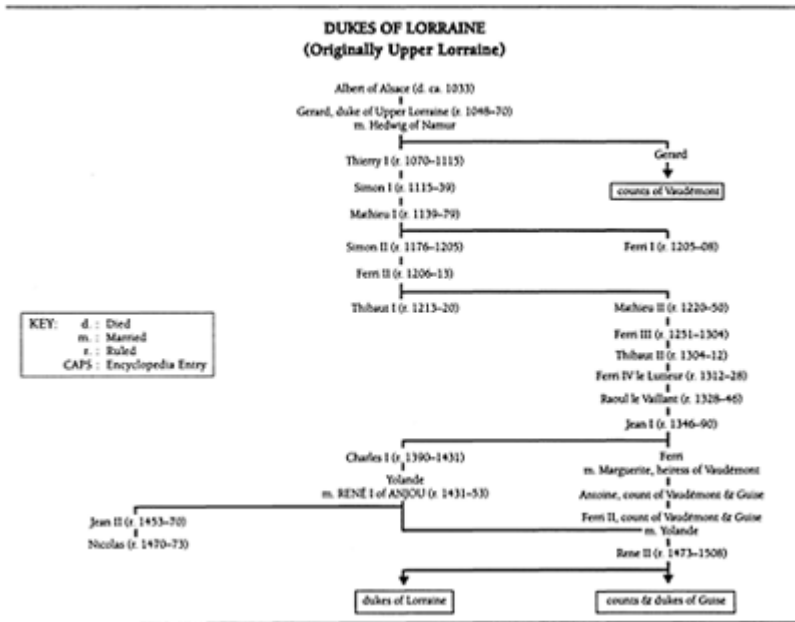 DUKES OF LORRAINE
(Originally Upper Lorraine)
Albert of Alsace (d. ca. 1033)
Gerard, duke of Upper Lorraine (r. 1048–70)
m. Hedwig of Namur
Thierry I (r. 1070–1115)
Gerard
Simon I (r. 1115–39)
counts of Vaudémont
Mathieu I (r. 1139–79)
Simon II (r. 1176–1205)
Ferri I (r. 1205–08)
Ferri II (r. 1206–13)
Thibaut I (r. 1213–20)
Mathieu II (r. 1220–50)
KEY: d. : Died
m. : Married
r. : Ruled
CAPS : Encyclopedia Entry
Ferri III (r. 1251–1304)
Thibaut II (r. 1304–12)
Ferri IV le Luneur (r. 1312–28)
Raoul le Vaillant (r. 1328–46)
Jean I (r. 1346–90)
Charles I (r. 1390–1431)
Ferri
m. Marguerite, heiress of Vaudémont
Yolande
m. RENÉ I of ANJOU (r. 1431–53)
Antoine, count of Vaudémont & Guise
Jean II (r. 1453–70)
Ferri II, count of Vaudémont & Guise
m. Yolande
Nicolas (r. 1470–73)
Rene II (r. 1473–1508)
dukes of Lorraine
counts & dukes of Guise